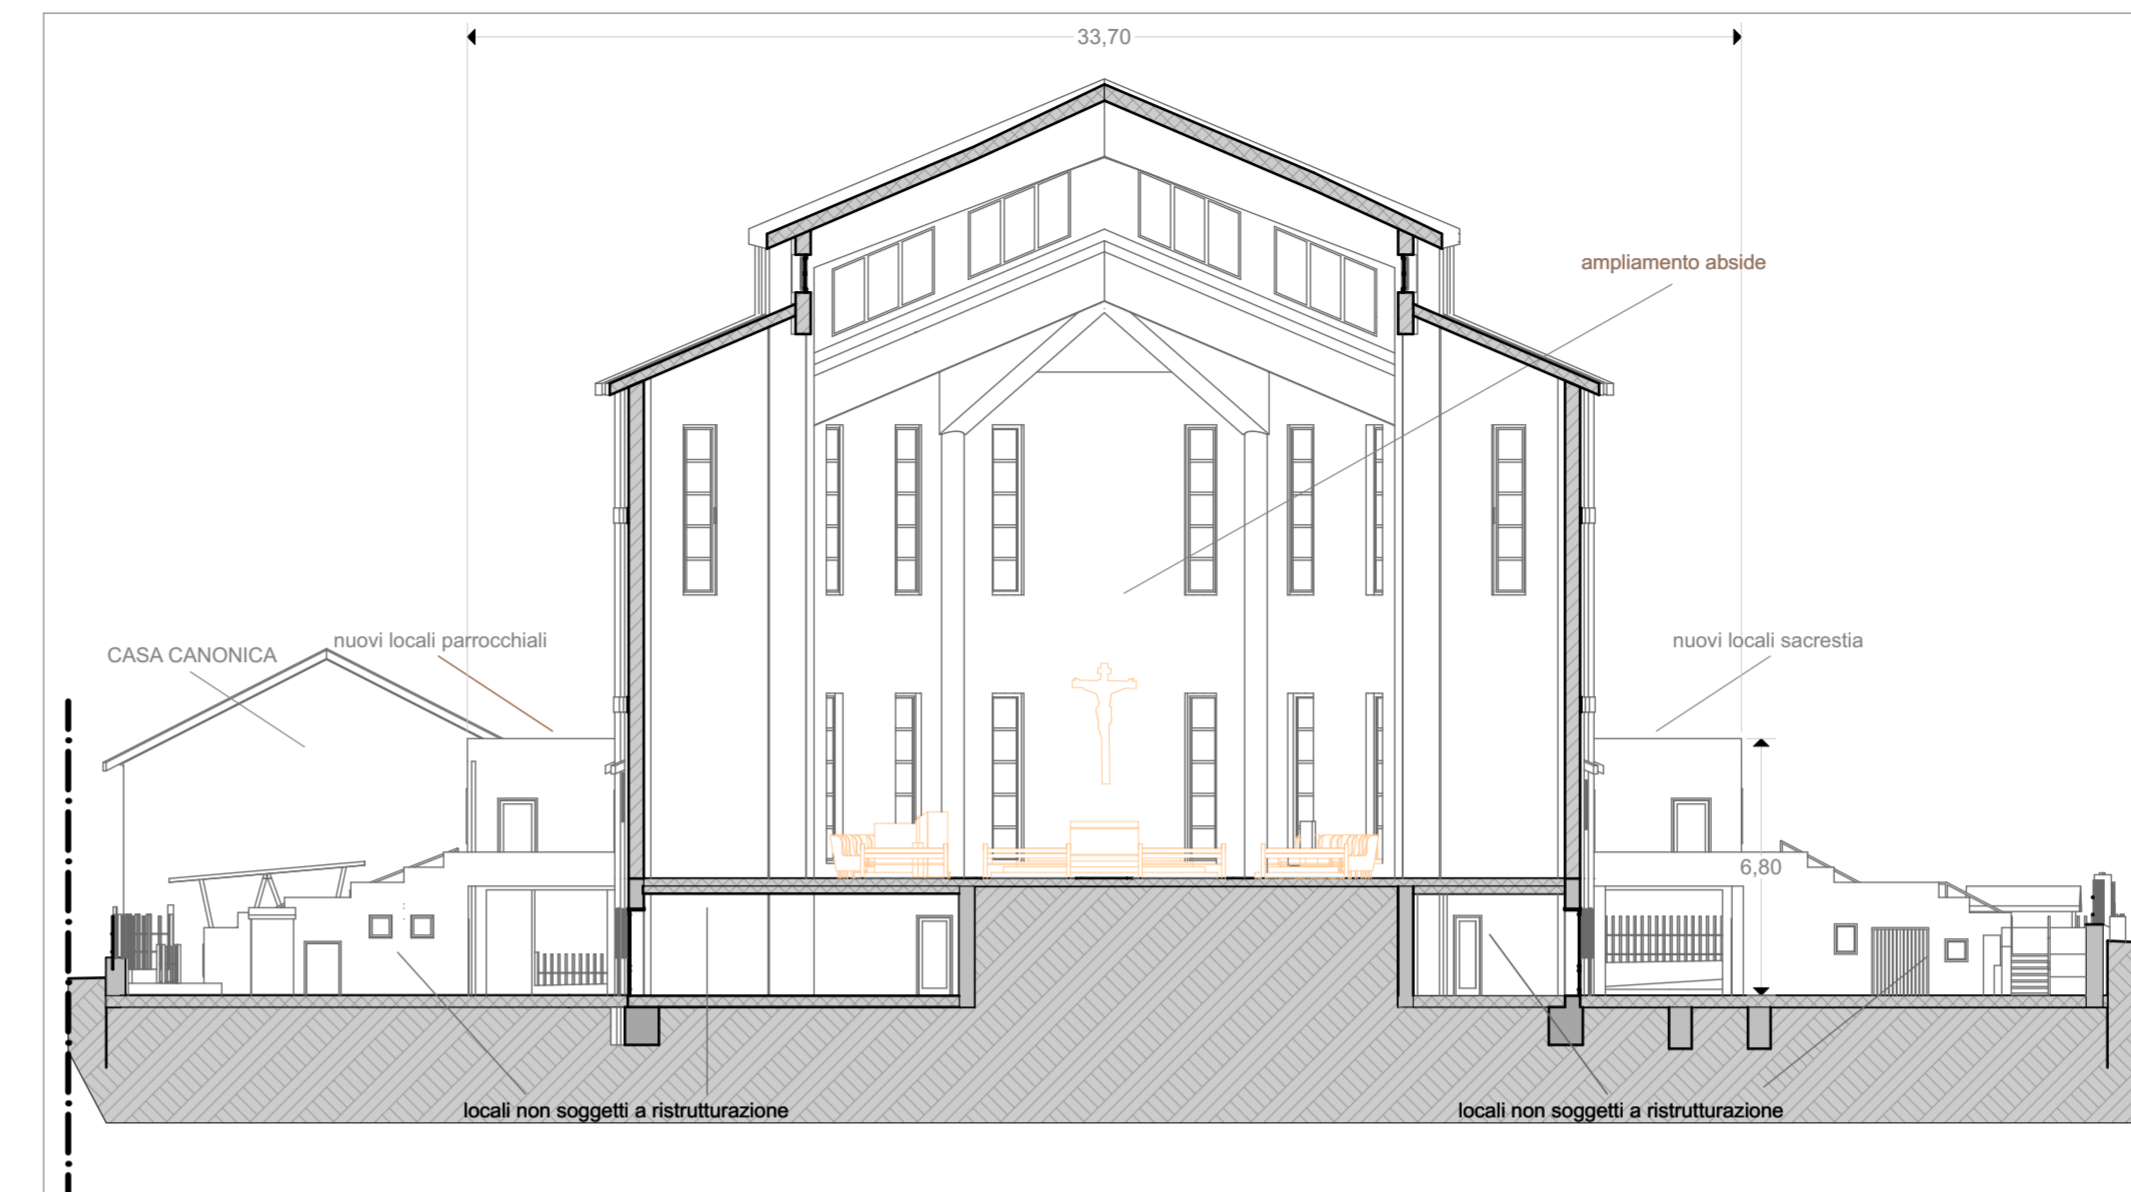 33,70
ampliamento abside
nuovi locali parrocchiali
nuovi locali sacrestia
CASA CANONICA
6,80
locali non soggetti a ristrutturazione
locali non soggetti a ristrutturazione